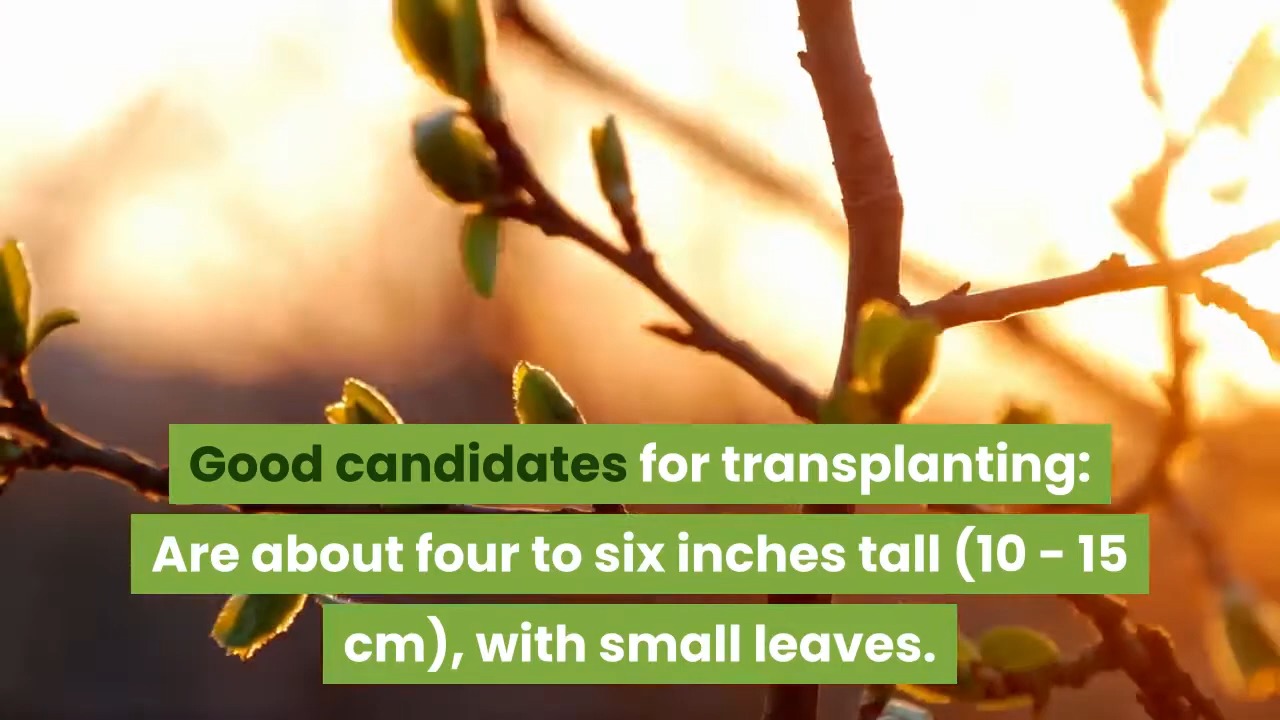 Good candidates for transplanting:
Are about four to six inches tall (10 - 15
cm), with small leaves.